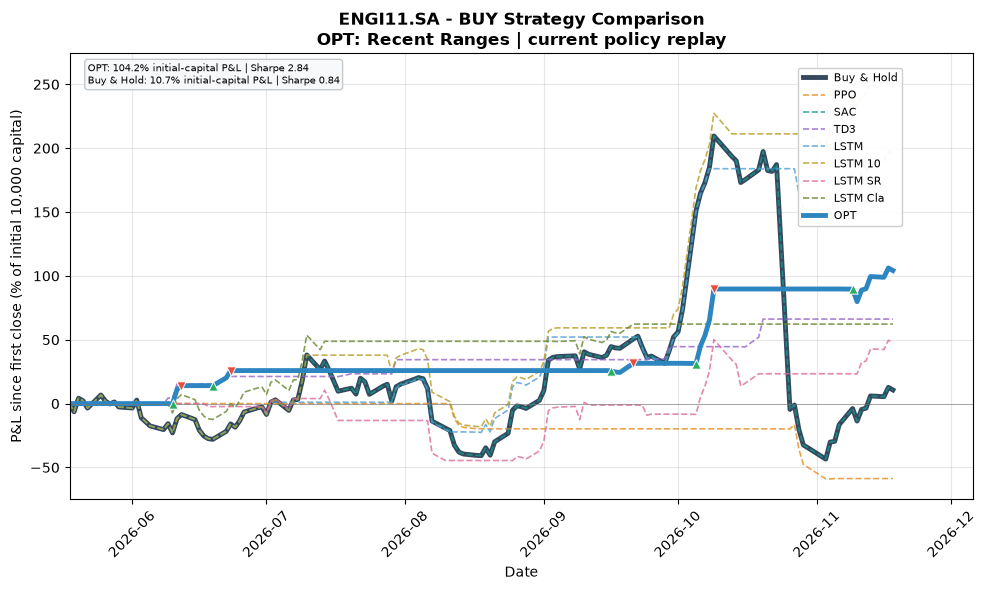 ENGI11.SA - BUY Strategy Comparison
OPT: Recent Ranges | current policy replay
OPT: 104.2% initial-capital P&L | Sharpe 2.84
Buy & Hold: 10.7% initial-capital P&L | Sharpe 0.84
Buy & Hold
PPO
SAC
TD3
LSTM
LSTM 10
LSTM SR
LSTM Cla
OPT
P&L since first close (% of initial 10,000 capital)
250
200
150
100
50
0
−50
2026-06
2026-07
2026-08
2026-09
2026-10
2026-11
2026-12
Date